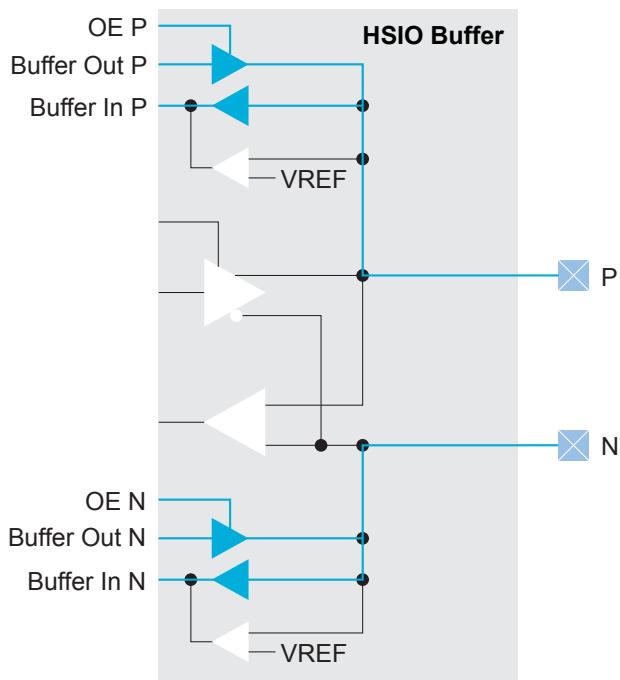 OE P
HSIO Buffer
Buffer Out P
Buffer In P
VREF
P
N
OE N
Buffer Out N
Buffer In N
VREF